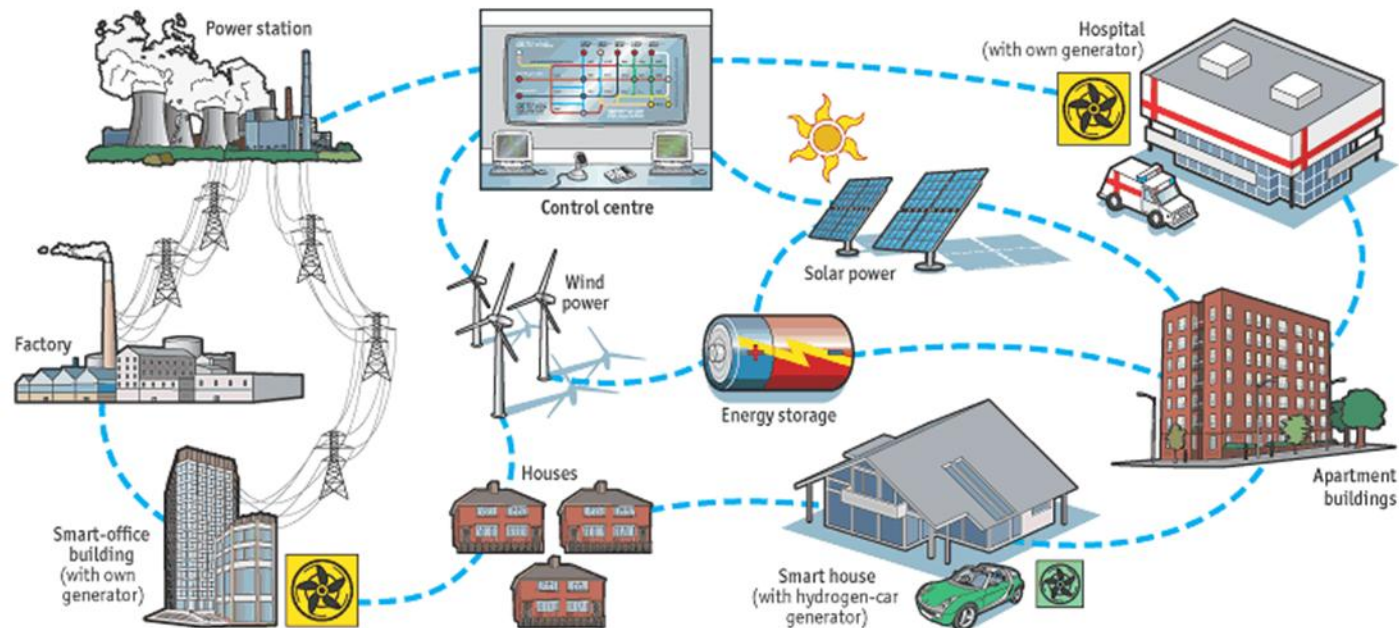 Power station
Hospital
(with own generator)
Control centre
Solar power
Wind
power
Factory
Energy storage
Houses
Apartment
buildings
Smart-office
building
(with own
generator)
Smart house
(with hydrogen-car
generator)